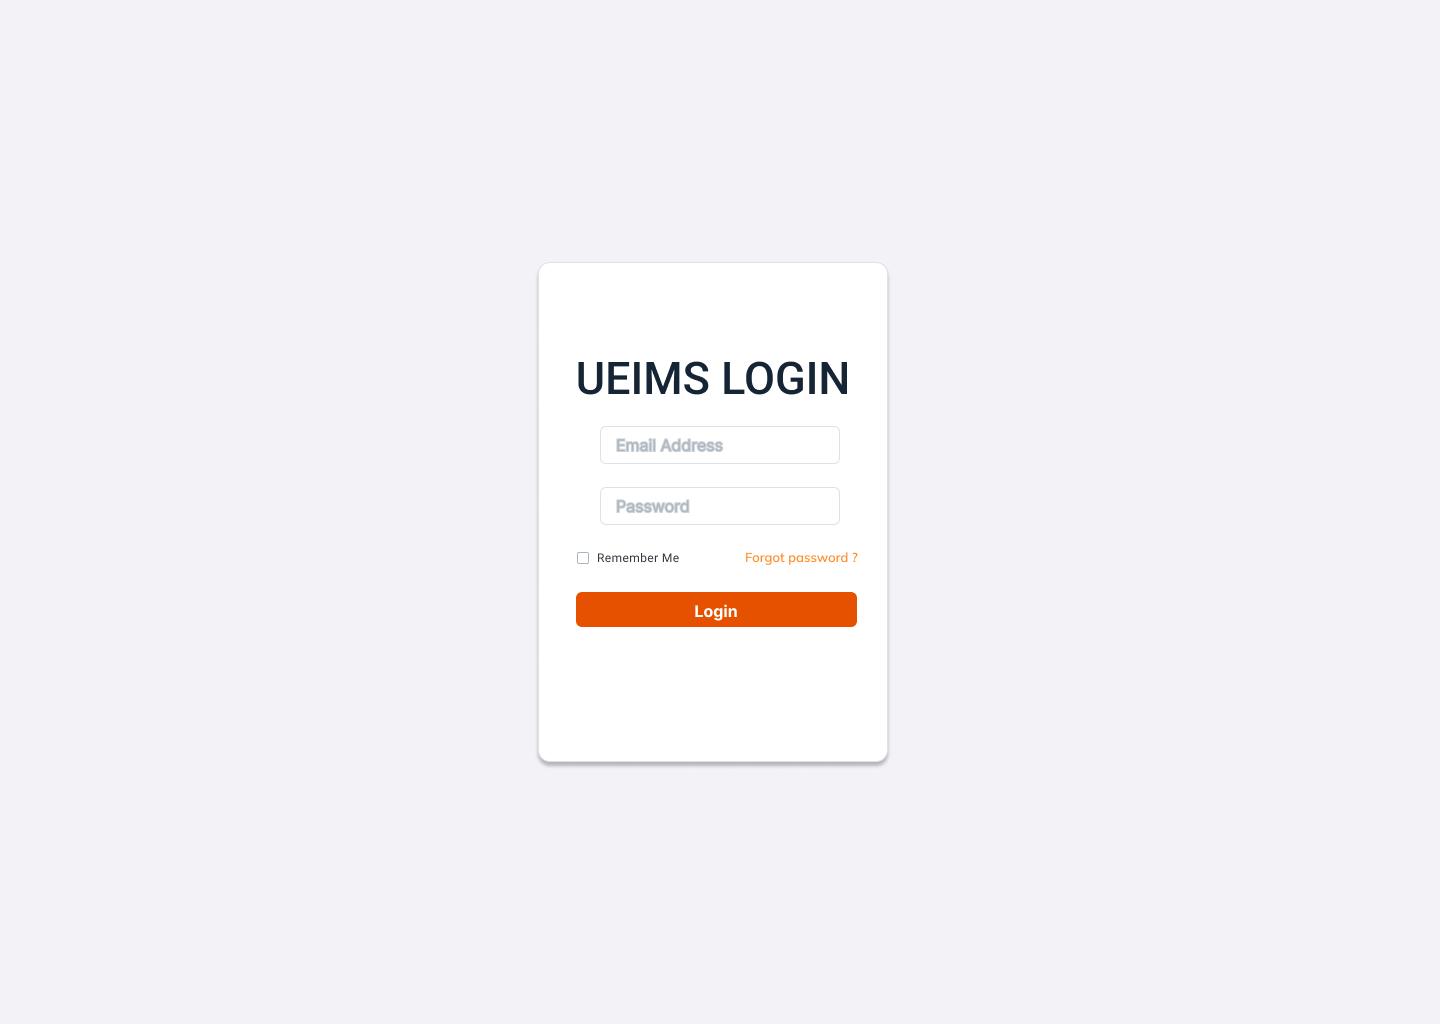 UEIMS LOGIN
Email Address
Password
Remember Me Forgot password ?
Login